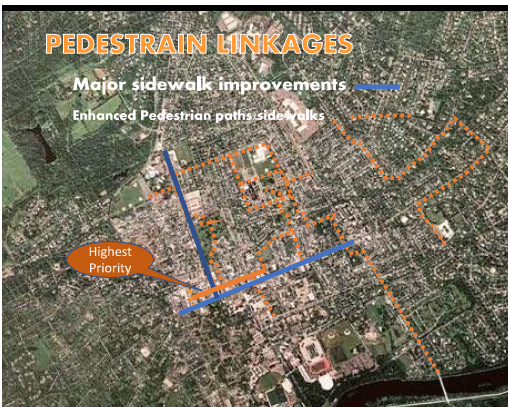 PEDESTRAIN LINKAGES
Major sidewalk improvements
Enhanced Pedestrian paths sidewalks
Highest
Priority